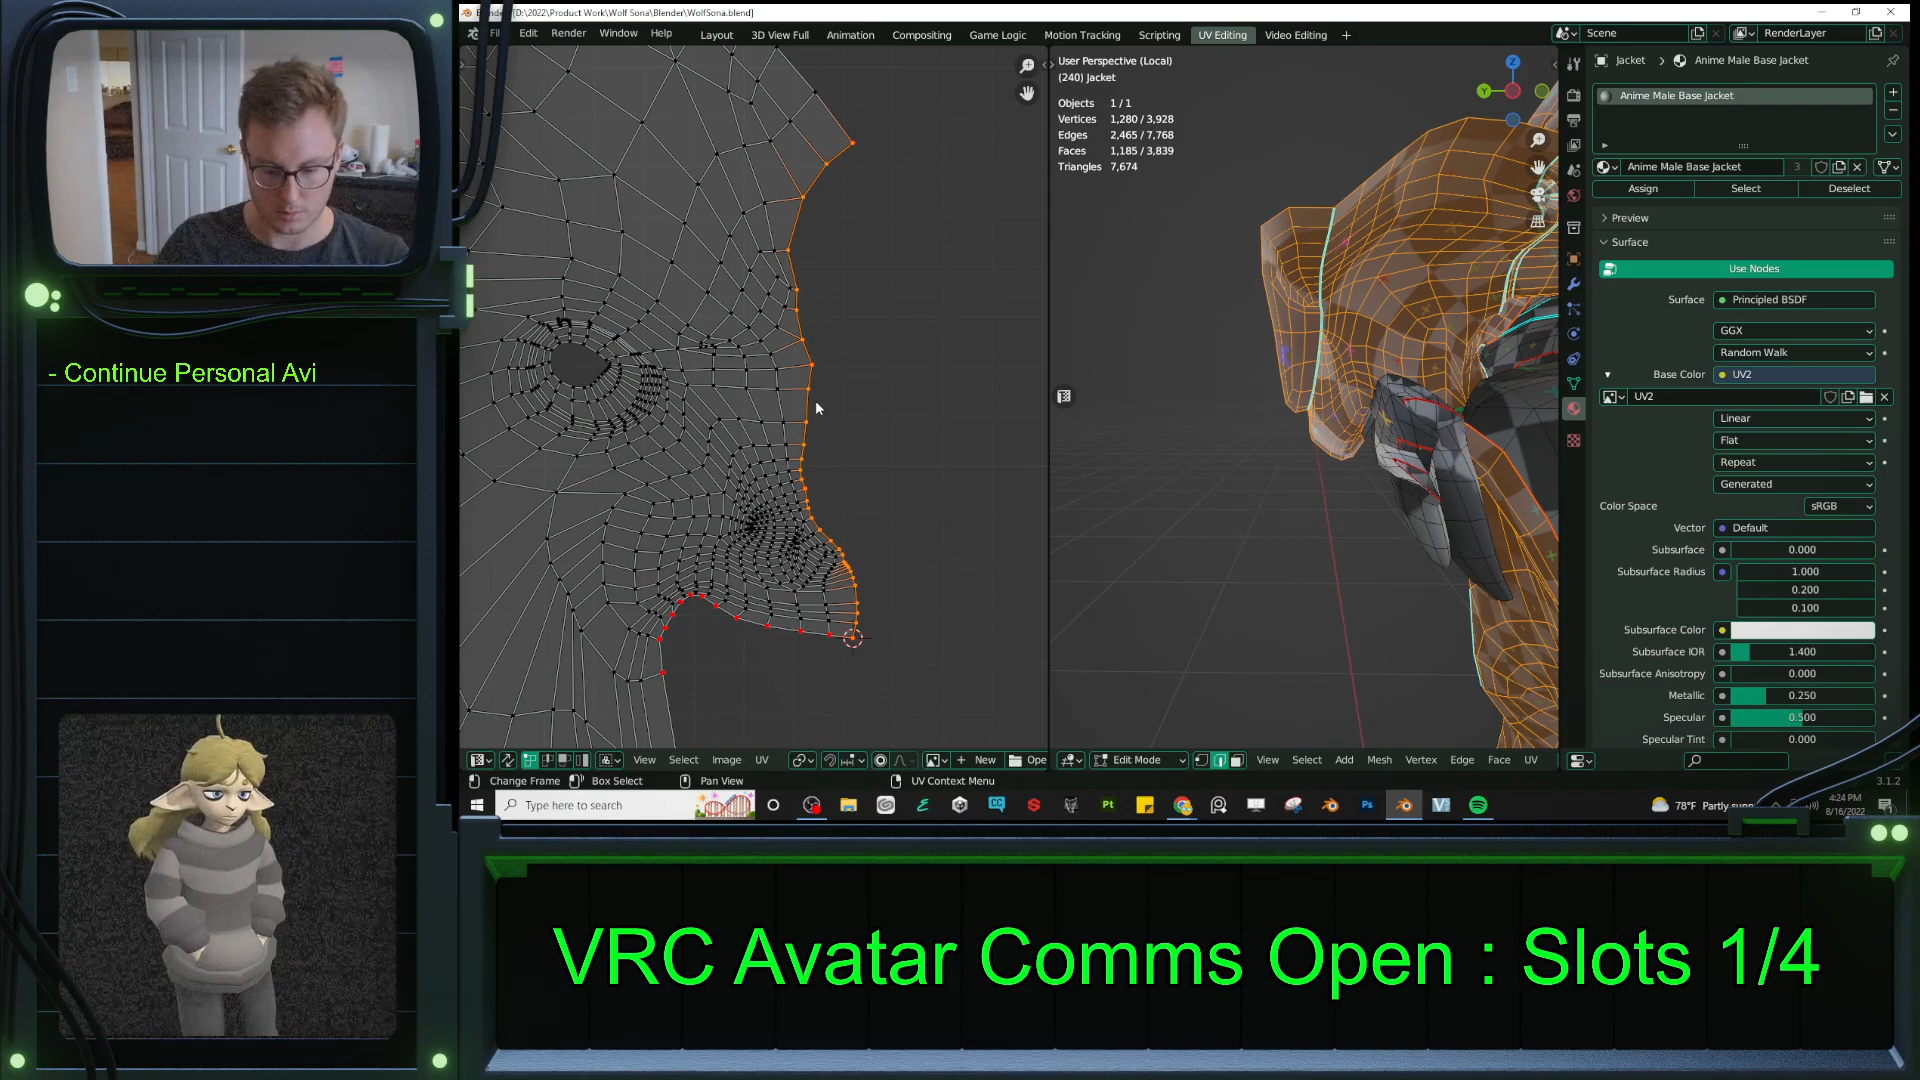 Blender [D:\2022\Product Work\Wolf Sona\Blender\WolfSona.blend]
Edit Render Window Help Layout 3D View Full Animation Compositing Game Logic Motion Tracking Scripting UV Editing Video Editing Scene RenderLayer
User Perspective (Local)
(240) Jacket
Objects 1 / 1
Vertices 1,280 / 3,928
Edges 2,465 / 7,768
Faces 1,185 / 3,839
Triangles 7,674
Z
Y
Jacket Anime Male Base Jacket
Anime Male Base Jacket
Anime Male Base Jacket 3
Assign Select Deselect
Preview
Surface
Use Nodes
Surface Principled BSDF
GGX
Random Walk
Base Color UV2
UV2
Linear
Flat
Repeat
Generated
Color Space sRGB
Vector Default
Subsurface 0.000
Subsurface Radius 1.000
0.200
0.100
Subsurface Color
Subsurface IOR 1.400
Subsurface Anisotropy 0.000
Metallic 0.250
Specular 0.500
Specular Tint 0.000
View Select Image UV New Ope
Edit Mode View Select Add Mesh Vertex Edge Face UV
Change Frame Box Select Pan View UV Context Menu 3.1.2
Type here to search
78°F Partly sunny
4:24 PM
8/16/2022
- Continue Personal Avi
VRC Avatar Comms Open : Slots 1/4